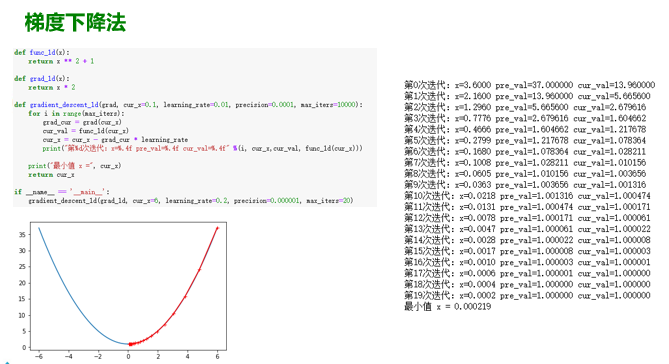 梯度下降法
def func_1d(x):
    return x ** 2 + 1
def grad_1d(x):
    return x * 2
def gradient_descent_1d(grad, cur_x=0.1, learning_rate=0.01, precision=0.0001, max_iters=10000):
    for i in range(max_iters):
        grad_cur = grad(cur_x)
        cur_val = func_1d(cur_x)
        cur_x = cur_x - grad_cur * learning_rate
        print("第%d次迭代：x=%.4f pre_val=%.4f cur_val=%.4f" %(i, cur_x,cur_val, func_1d(cur_x)))
    print("最小值 x =", cur_x)
    return cur_x
if __name__ == '__main__':
    gradient_descent_1d(grad_1d, cur_x=6, learning_rate=0.2, precision=0.000001, max_iters=20)
35
30
25
20
15
10
5
0
−6 −4 −2 0 2 4 6
第0次迭代：x=3.6000 pre_val=37.000000 cur_val=13.960000
第1次迭代：x=2.1600 pre_val=13.960000 cur_val=5.665600
第2次迭代：x=1.2960 pre_val=5.665600 cur_val=2.679616
第3次迭代：x=0.7776 pre_val=2.679616 cur_val=1.604662
第4次迭代：x=0.4666 pre_val=1.604662 cur_val=1.217678
第5次迭代：x=0.2799 pre_val=1.217678 cur_val=1.078364
第6次迭代：x=0.1680 pre_val=1.078364 cur_val=1.028211
第7次迭代：x=0.1008 pre_val=1.028211 cur_val=1.010156
第8次迭代：x=0.0605 pre_val=1.010156 cur_val=1.003656
第9次迭代：x=0.0363 pre_val=1.003656 cur_val=1.001316
第10次迭代：x=0.0218 pre_val=1.001316 cur_val=1.000474
第11次迭代：x=0.0131 pre_val=1.000474 cur_val=1.000171
第12次迭代：x=0.0078 pre_val=1.000171 cur_val=1.000061
第13次迭代：x=0.0047 pre_val=1.000061 cur_val=1.000022
第14次迭代：x=0.0028 pre_val=1.000022 cur_val=1.000008
第15次迭代：x=0.0017 pre_val=1.000008 cur_val=1.000003
第16次迭代：x=0.0010 pre_val=1.000003 cur_val=1.000001
第17次迭代：x=0.0006 pre_val=1.000001 cur_val=1.000000
第18次迭代：x=0.0004 pre_val=1.000000 cur_val=1.000000
第19次迭代：x=0.0002 pre_val=1.000000 cur_val=1.000000
最小值 x = 0.000219